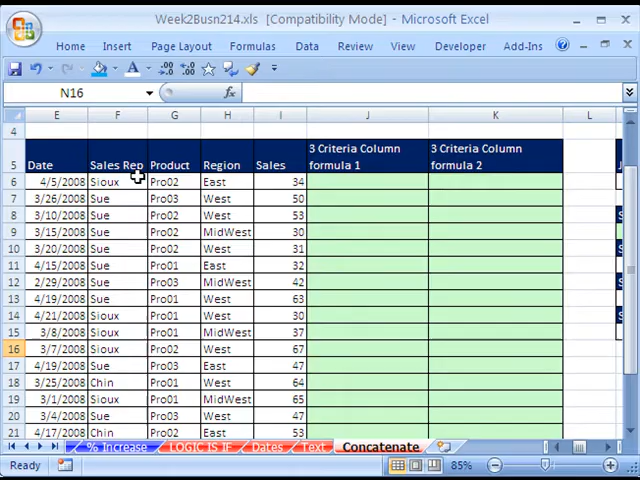 Week2Busn214.xls [Compatibility Mode] - Microsoft Excel
Home Insert Page Layout Formulas Data Review View Developer Add-Ins
N16 fx
E F G H I J K L
4
5 Date Sales Rep Product Region Sales 3 Criteria Column formula 1 3 Criteria Column formula 2
6 4/5/2008 Sioux Pro02 East 34
7 3/26/2008 Sue Pro03 West 50
8 3/10/2008 Sue Pro02 West 53
9 3/15/2008 Sue Pro02 MidWest 30
10 3/20/2008 Sue Pro02 West 31
11 4/15/2008 Sue Pro01 East 32
12 2/29/2008 Sue Pro03 MidWest 42
13 4/19/2008 Sue Pro01 West 63
14 4/21/2008 Sioux Pro01 West 30
15 3/8/2008 Sioux Pro01 MidWest 37
16 3/7/2008 Sioux Pro02 West 67
17 4/19/2008 Sue Pro03 East 47
18 3/25/2008 Chin Pro01 West 64
19 3/1/2008 Sioux Pro01 MidWest 65
20 3/4/2008 Sue Pro03 West 47
21 4/17/2008 Chin Pro02 East 53
% Increase LOGIC IS IF Dates Text Concatenate
Ready 85%